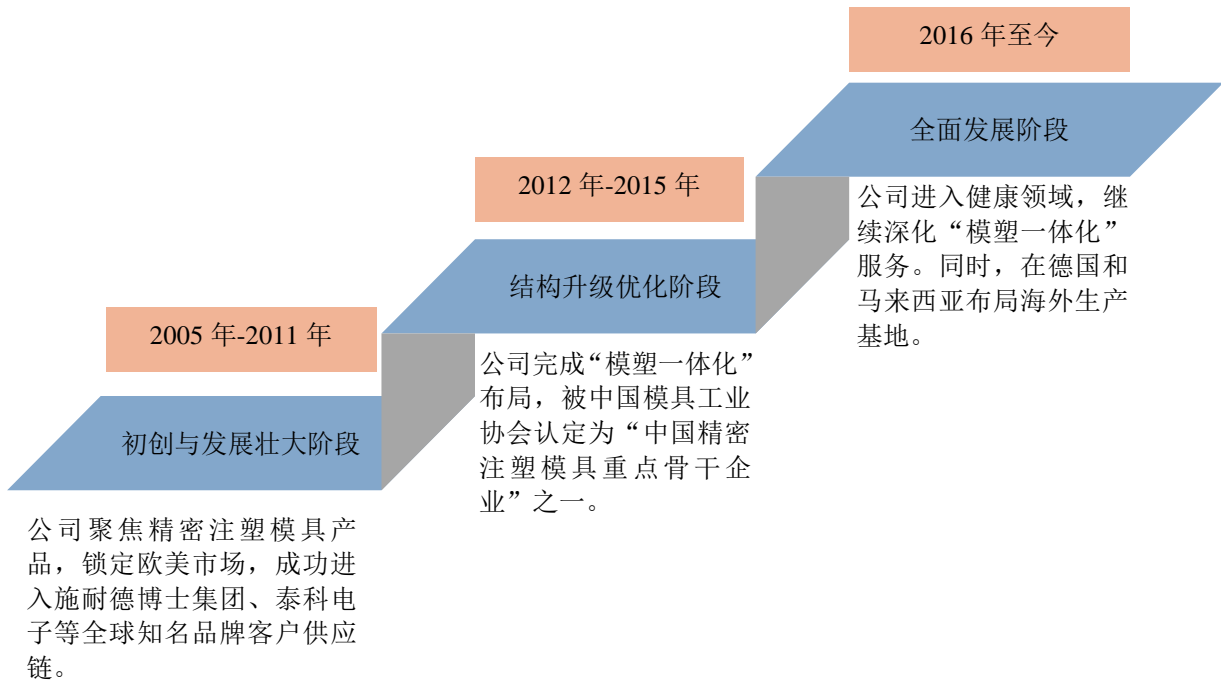 2016 年至今
全面发展阶段
公司进入健康领域，继
续深化“模塑一体化”
服务。同时，在德国和
马来西亚布局海外生产
基地。
2012 年-2015 年
结构升级优化阶段
公司完成“模塑一体化”
布局，被中国模具工业
协会认定为“中国精密
注塑模具重点骨干企
业”之一。
2005 年-2011 年
初创与发展壮大阶段
公司聚焦精密注塑模具产
品，锁定欧美市场，成功进
入施耐德博士集团、泰科电
子等全球知名品牌客户供应
链。